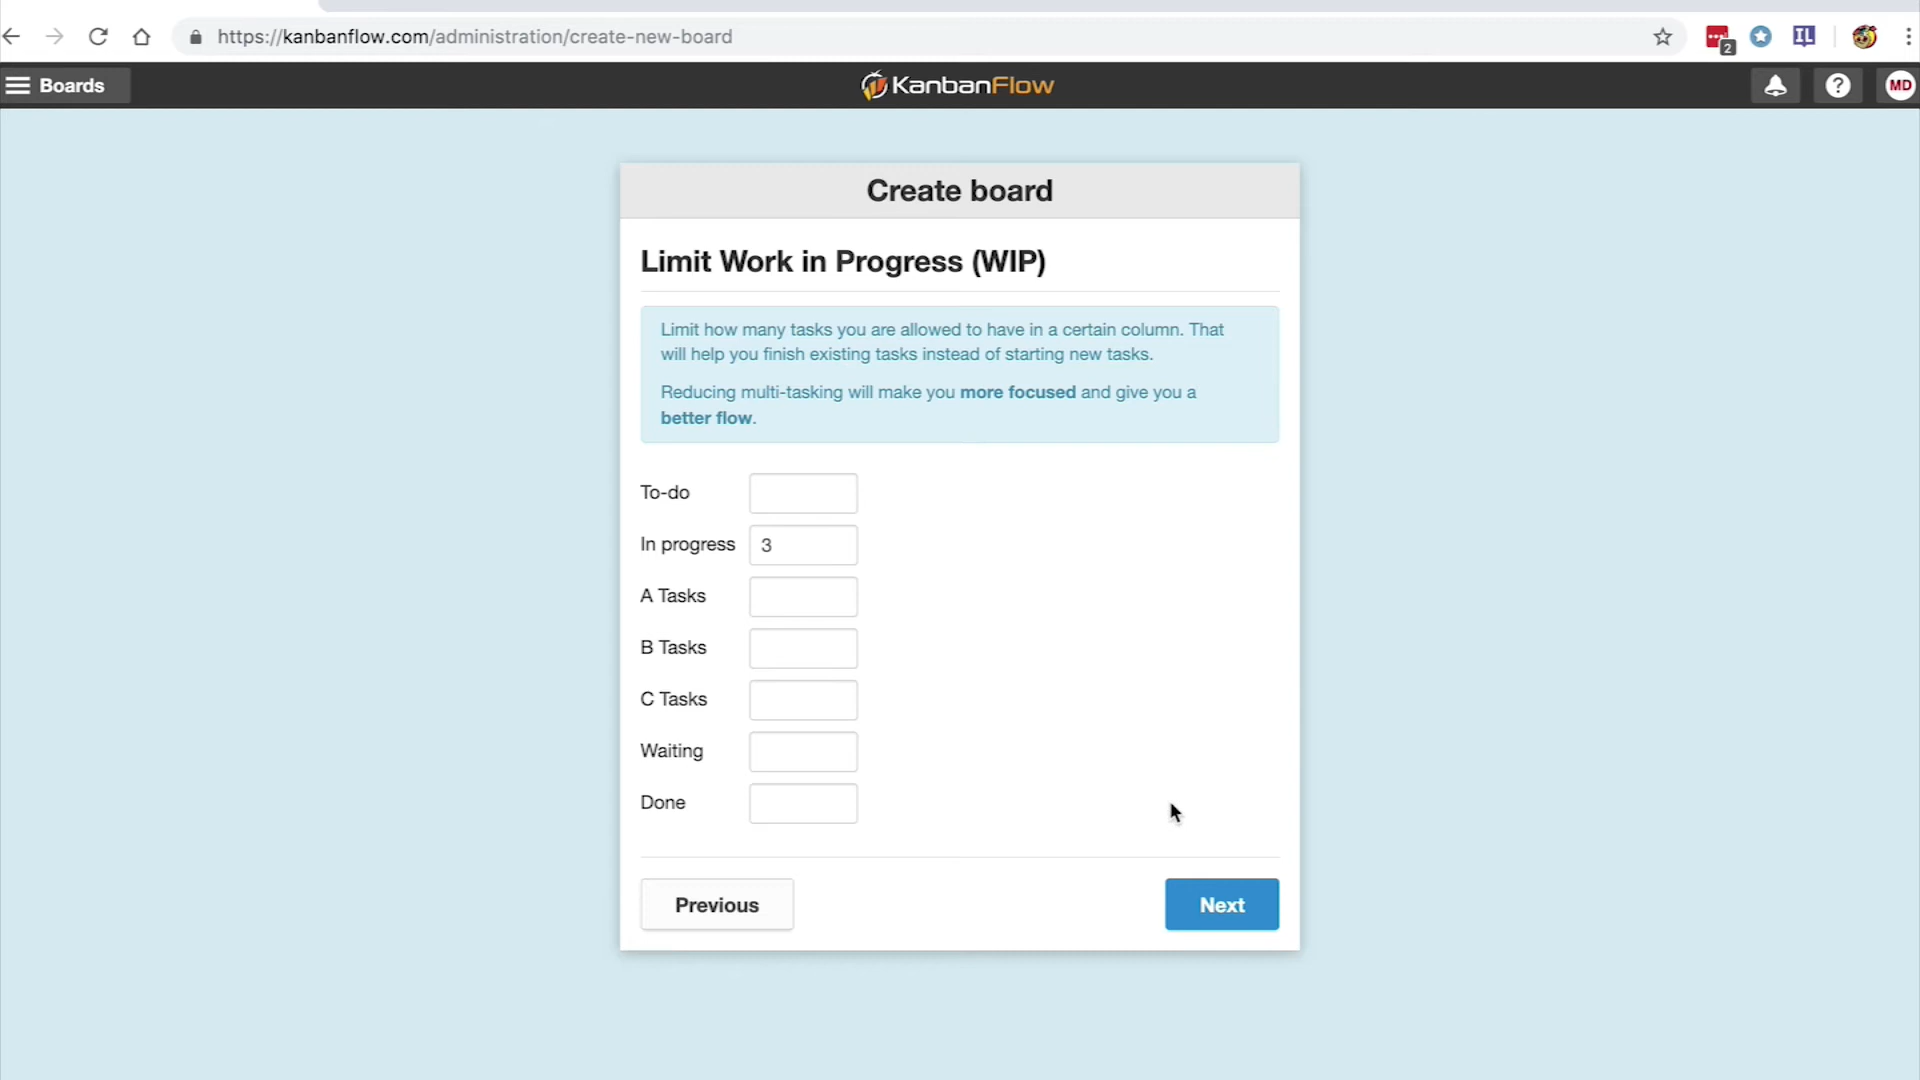 https://kanbanflow.com/administration/create-new-board
2
IL
Boards
KanbanFlow
?
MD
Create board
Limit Work in Progress (WIP)
Limit how many tasks you are allowed to have in a certain column. That
will help you finish existing tasks instead of starting new tasks.
Reducing multi-tasking will make you more focused and give you a
better flow.
To-do
In progress 3
A Tasks
B Tasks
C Tasks
Waiting
Done
Previous
Next